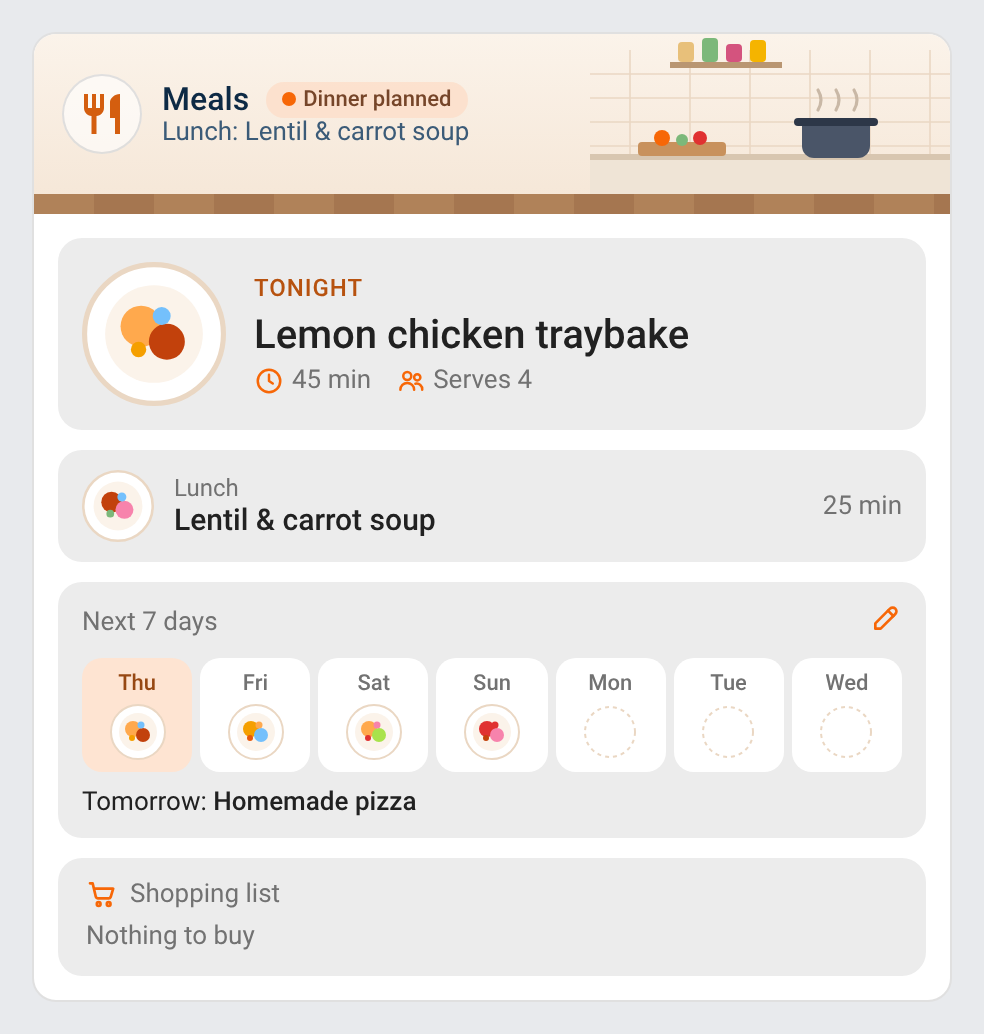 Meals
Dinner planned
Lunch: Lentil & carrot soup
TONIGHT
Lemon chicken traybake
45 min Serves 4
Lunch
Lentil & carrot soup
25 min
Next 7 days
Thu Fri Sat Sun Mon Tue Wed
Tomorrow: Homemade pizza
Shopping list
Nothing to buy